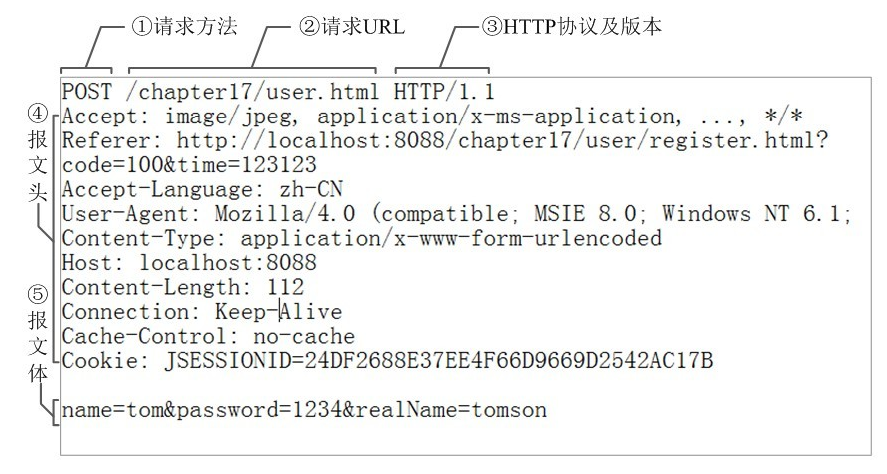 ①请求方法 ②请求URL ③HTTP协议及版本
POST /chapter17/user.html HTTP/1.1
④报文头
Accept: image/jpeg, application/x-ms-application, ..., */*
Referer: http://localhost:8088/chapter17/user/register.html?
code=100&time=123123
Accept-Language: zh-CN
User-Agent: Mozilla/4.0 (compatible; MSIE 8.0; Windows NT 6.1;
Content-Type: application/x-www-form-urlencoded
Host: localhost:8088
Content-Length: 112
Connection: Keep-Alive
Cache-Control: no-cache
Cookie: JSESSIONID=24DF2688E37EE4F66D9669D2542AC17B
⑤报文体
name=tom&password=1234&realName=tomson